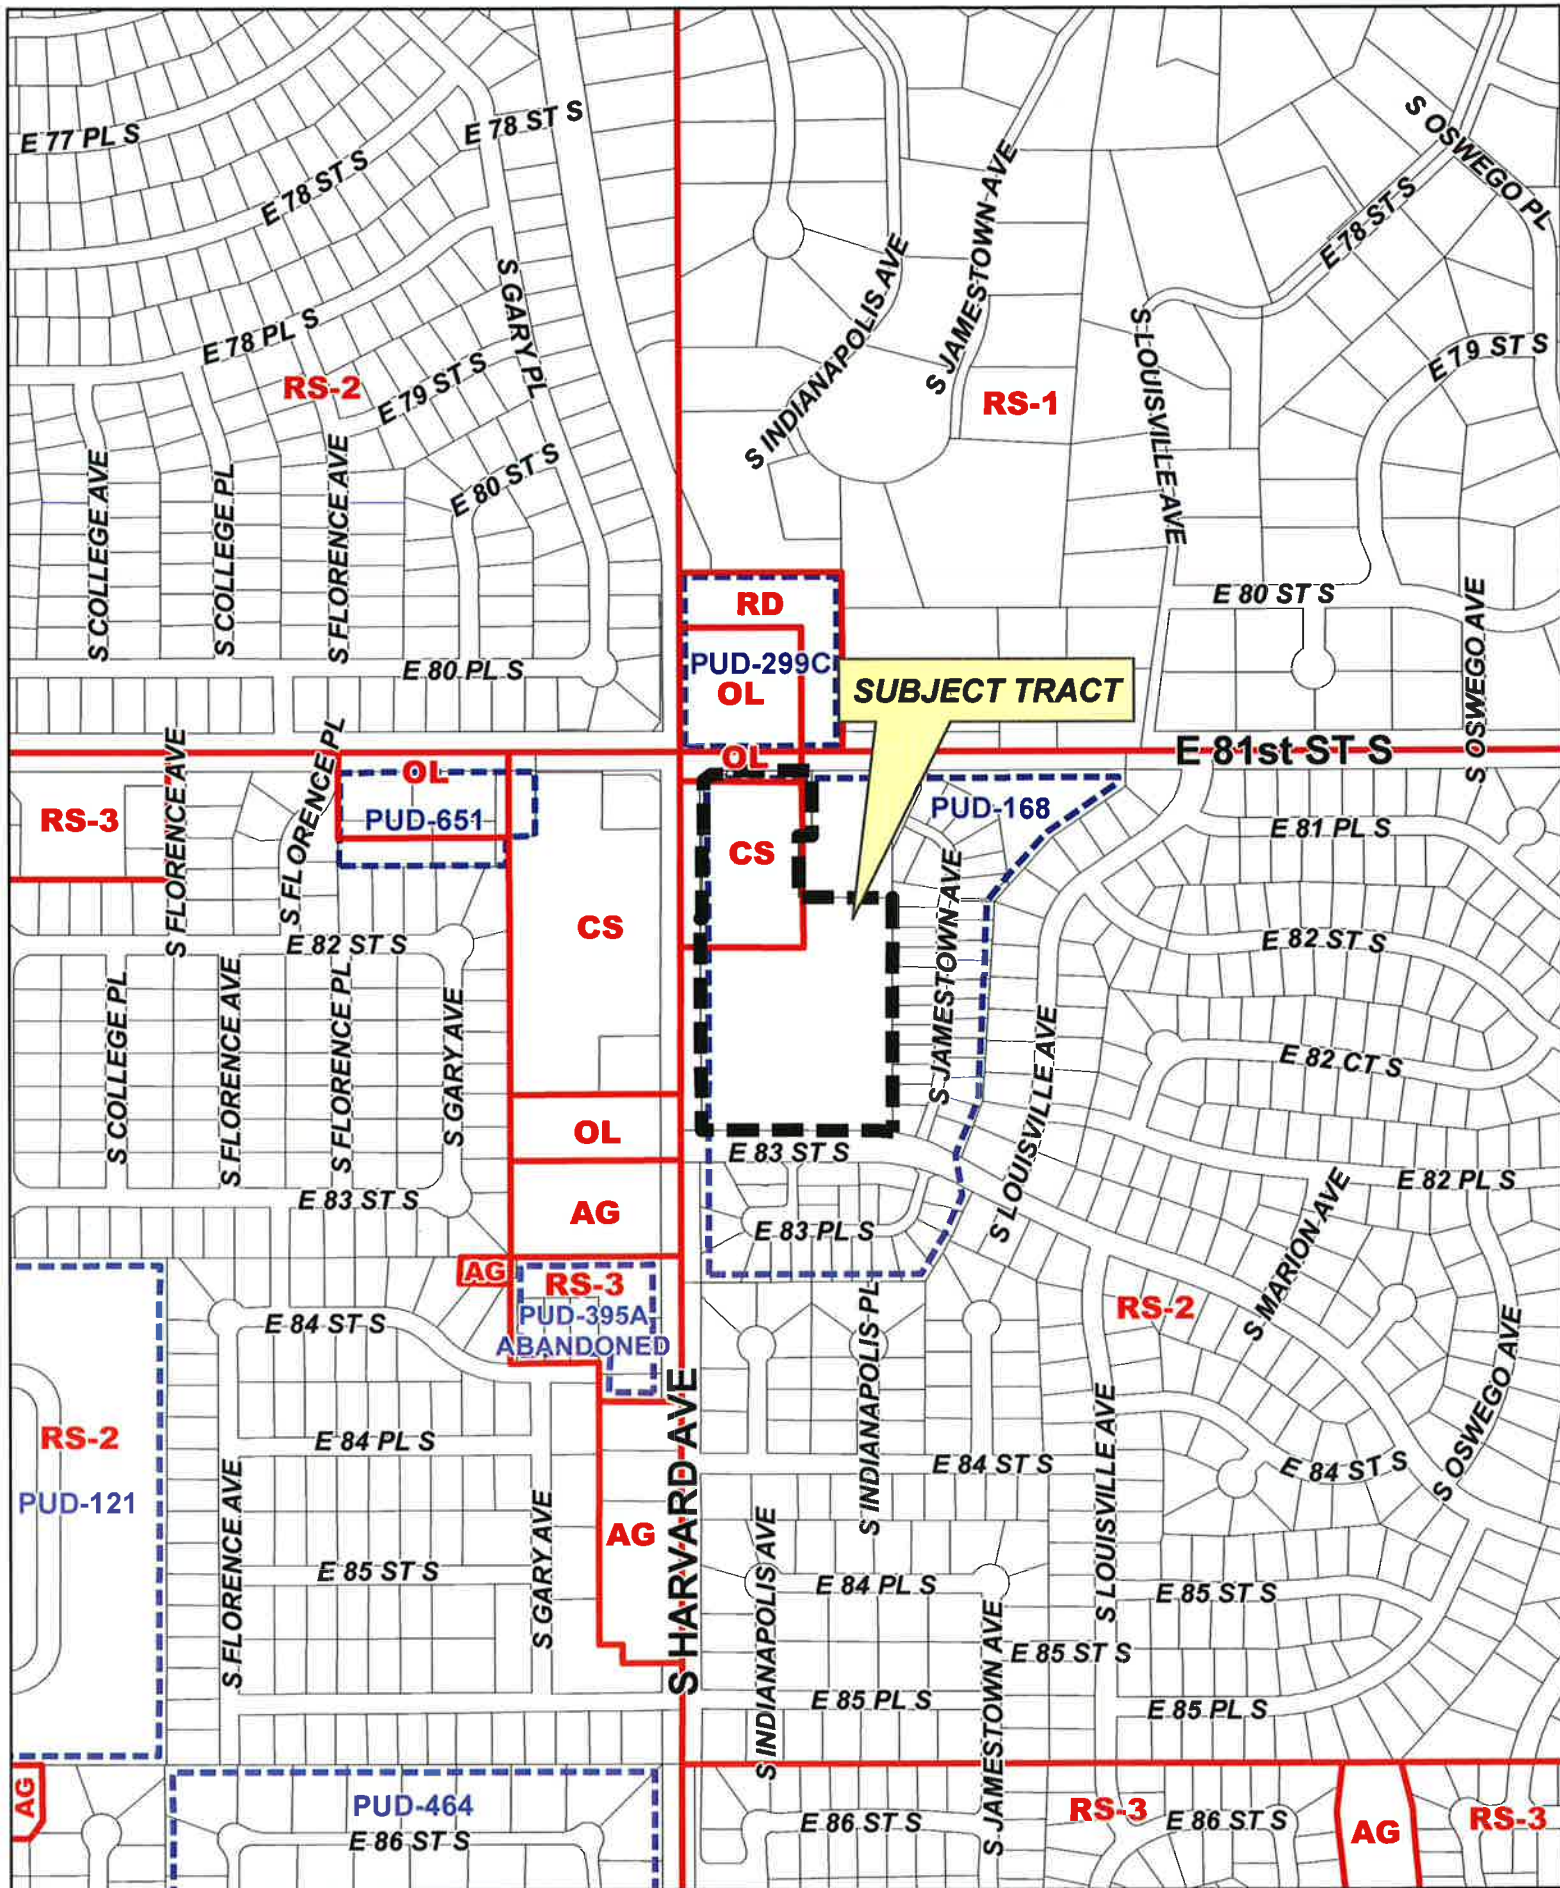 E 77 PL S
E 78 ST S
E 78 ST S
S GARY PL
E 78 PL S
RS-2
E 79 ST S
E 80 ST S
S COLLEGE AVE
S COLLEGE PL
S FLORENCE AVE
E 80 PL S
S INDIANAPOLIS AVE
S JAMESTOWN AVE
RS-1
S LOUISVILLE AVE
E 78 ST S
S OSWEGO PL
E 79 ST S
E 80 ST S
S OSWEGO AVE
RD
PUD-299C
OL
SUBJECT TRACT
E 81st ST S
OL
RS-3
S FLORENCE AVE
S FLORENCE PL
OL
PUD-651
CS
PUD-168
E 81 PL S
CS
E 82 ST S
E 82 ST S
S JAMESTOWN AVE
S COLLEGE PL
S FLORENCE AVE
S FLORENCE PL
S GARY AVE
S LOUISVILLE AVE
E 82 CT S
OL
E 83 ST S
E 82 PL S
E 83 ST S
AG
E 83 PL S
S MARION AVE
AG
RS-3
PUD-395A
ABANDONED
E 84 ST S
RS-2
S INDIANAPOLIS PL
S OSWEGO AVE
S HARVARD AVE
RS-2
PUD-121
E 84 PL S
E 84 ST S
E 84 ST S
S LOUISVILLE AVE
S FLORENCE AVE
S GARY AVE
AG
E 85 ST S
S INDIANAPOLIS AVE
E 84 PL S
E 85 ST S
S JAMESTOWN AVE
E 85 ST S
E 85 PL S
E 85 PL S
AG
PUD-464
E 86 ST S
E 86 ST S
RS-3
E 86 ST S
AG
RS-3